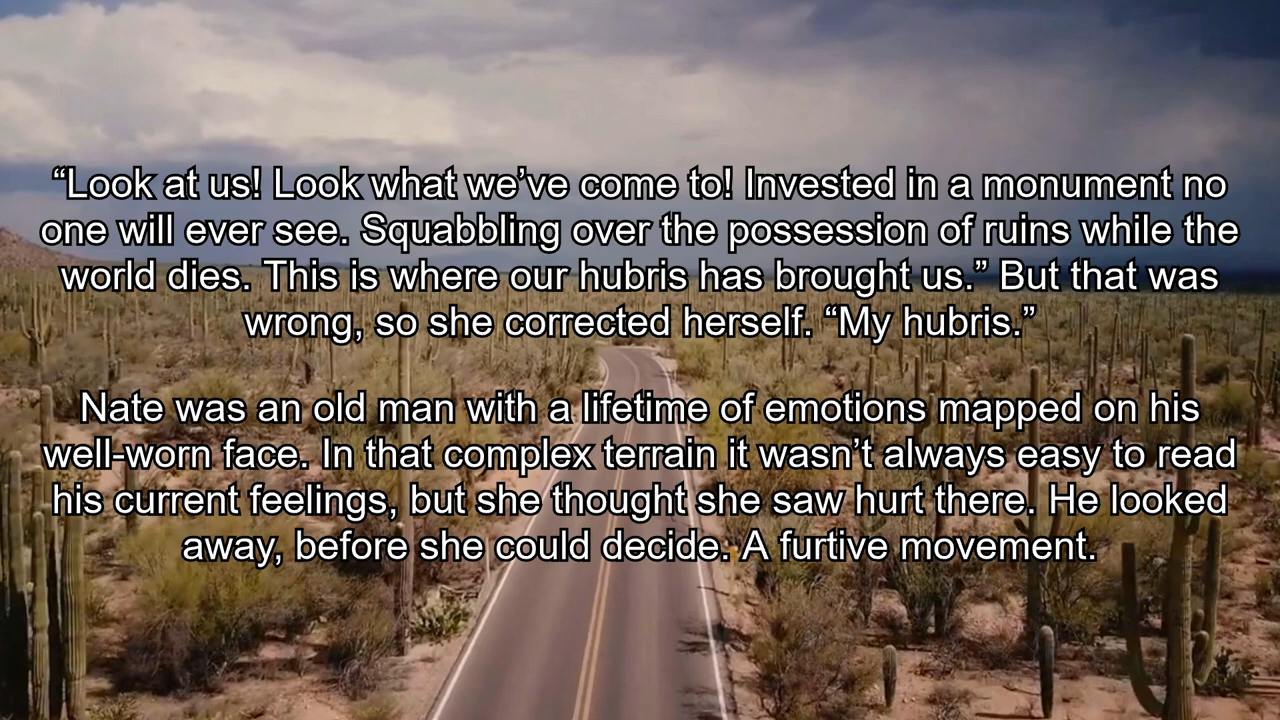 “Look at us! Look what we’ve come to! Invested in a monument no
one will ever see. Squabbling over the possession of ruins while the
world dies. This is where our hubris has brought us.” But that was
wrong, so she corrected herself. “My hubris.”
Nate was an old man with a lifetime of emotions mapped on his
well-worn face. In that complex terrain it wasn’t always easy to read
his current feelings, but she thought she saw hurt there. He looked
away, before she could decide. A furtive movement.